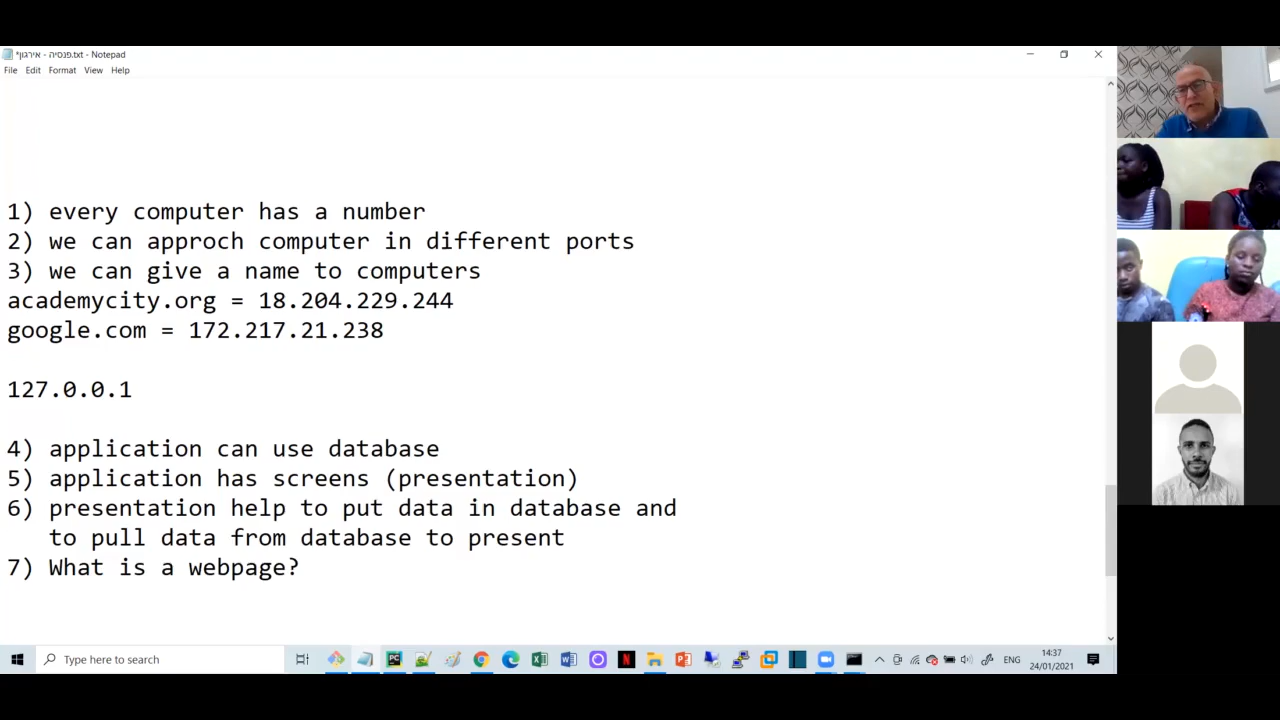 *פנסיה - אירגון.txt - Notepad
File Edit Format View Help
1) every computer has a number
2) we can approch computer in different ports
3) we can give a name to computers
academycity.org = 18.204.229.244
google.com = 172.217.21.238
127.0.0.1
4) application can use database
5) application has screens (presentation)
6) presentation help to put data in database and
to pull data from database to present
7) What is a webpage?
Type here to search
ENG
14:37
24/01/2021